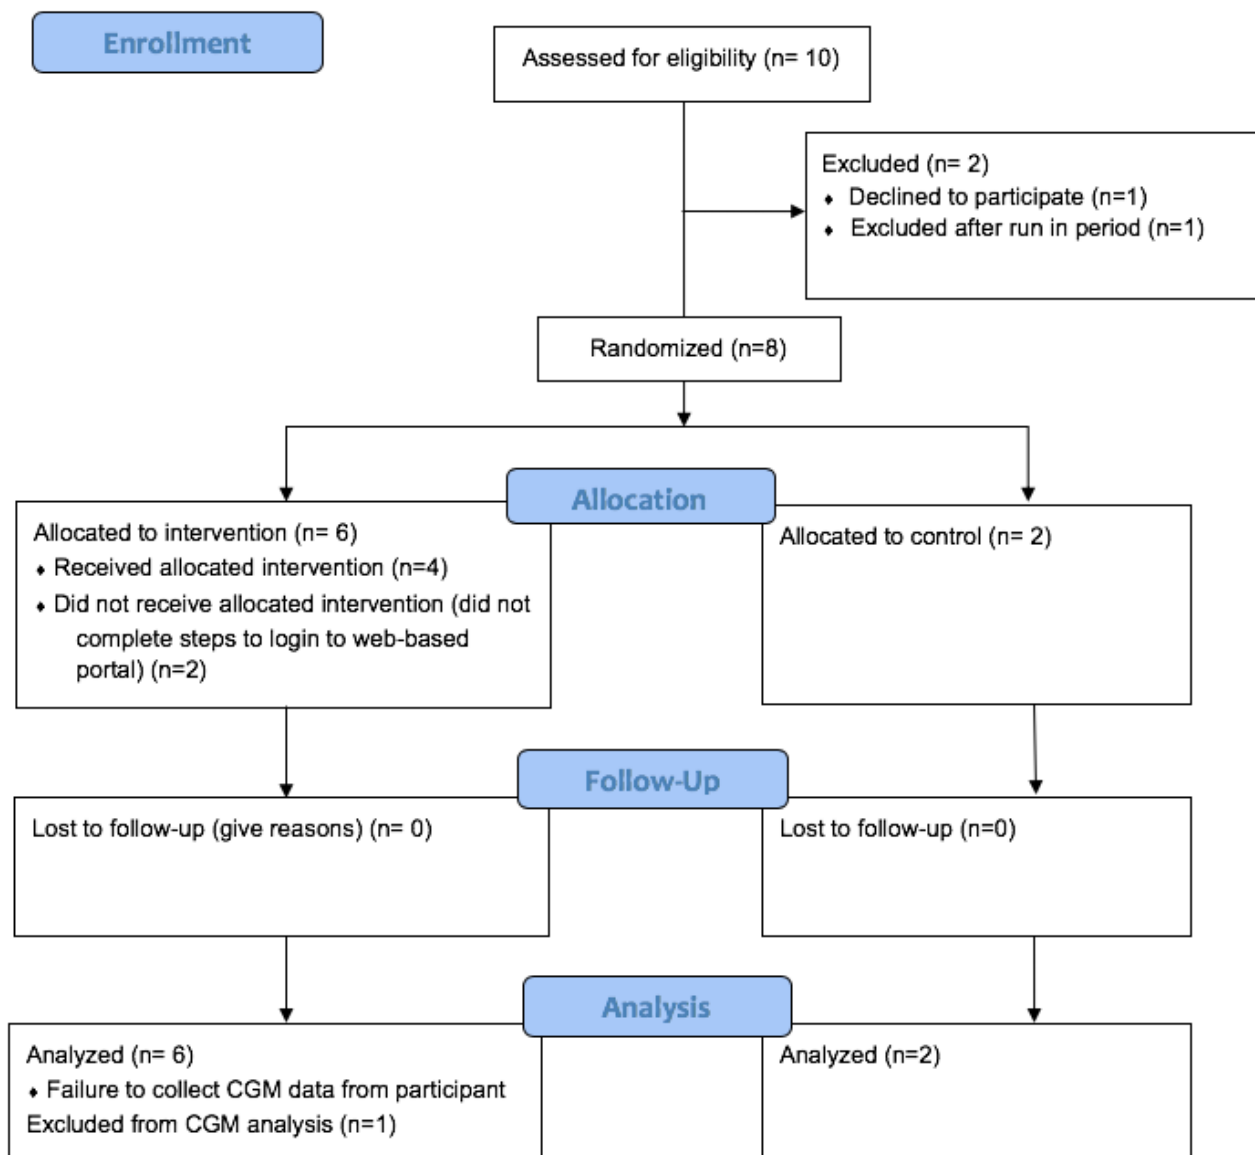 Enrollment
Assessed for eligibility (n= 10)
Excluded (n= 2)
♦ Declined to participate (n=1)
♦ Excluded after run in period (n=1)
Randomized (n=8)
Allocation
Allocated to intervention (n= 6)
♦ Received allocated intervention (n=4)
♦ Did not receive allocated intervention (did not
complete steps to login to web-based
portal) (n=2)
Allocated to control (n= 2)
Follow-Up
Lost to follow-up (give reasons) (n= 0)
Lost to follow-up (n=0)
Analysis
Analyzed (n= 6)
♦ Failure to collect CGM data from participant
Excluded from CGM analysis (n=1)
Analyzed (n=2)